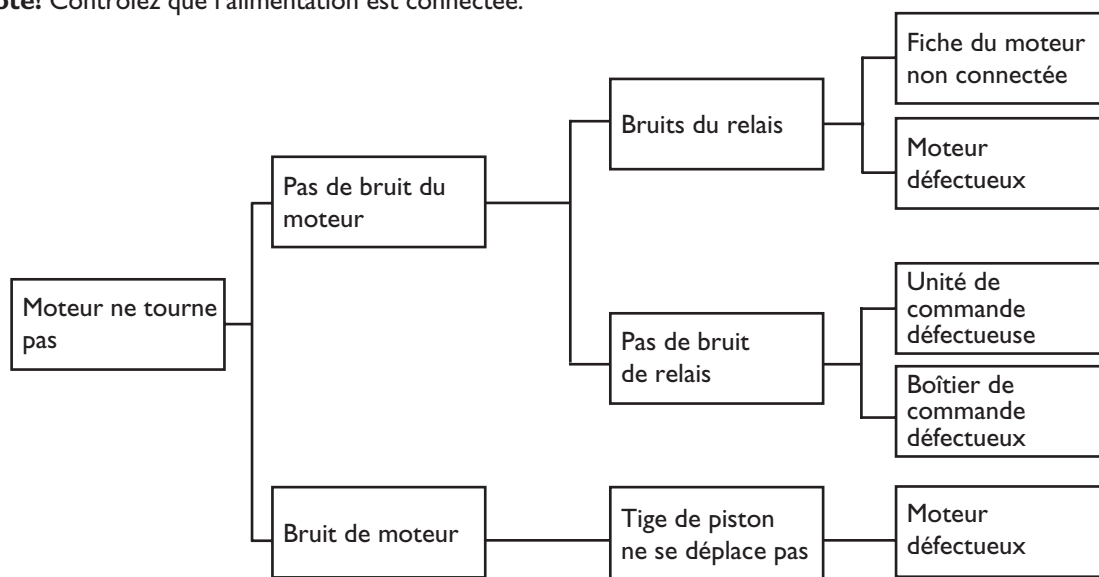 Contrôlez que l'alimentation est connectée.
Moteur ne tourne
pas
Pas de bruit du
moteur
Bruits du relais
Fiche du moteur
non connectée
Moteur
défectueux
Pas de bruit
de relais
Unité de
commande
défectueuse
Boîtier de
commande
défectueux
Bruit de moteur
Tige de piston
ne se déplace pas
Moteur
défectueux